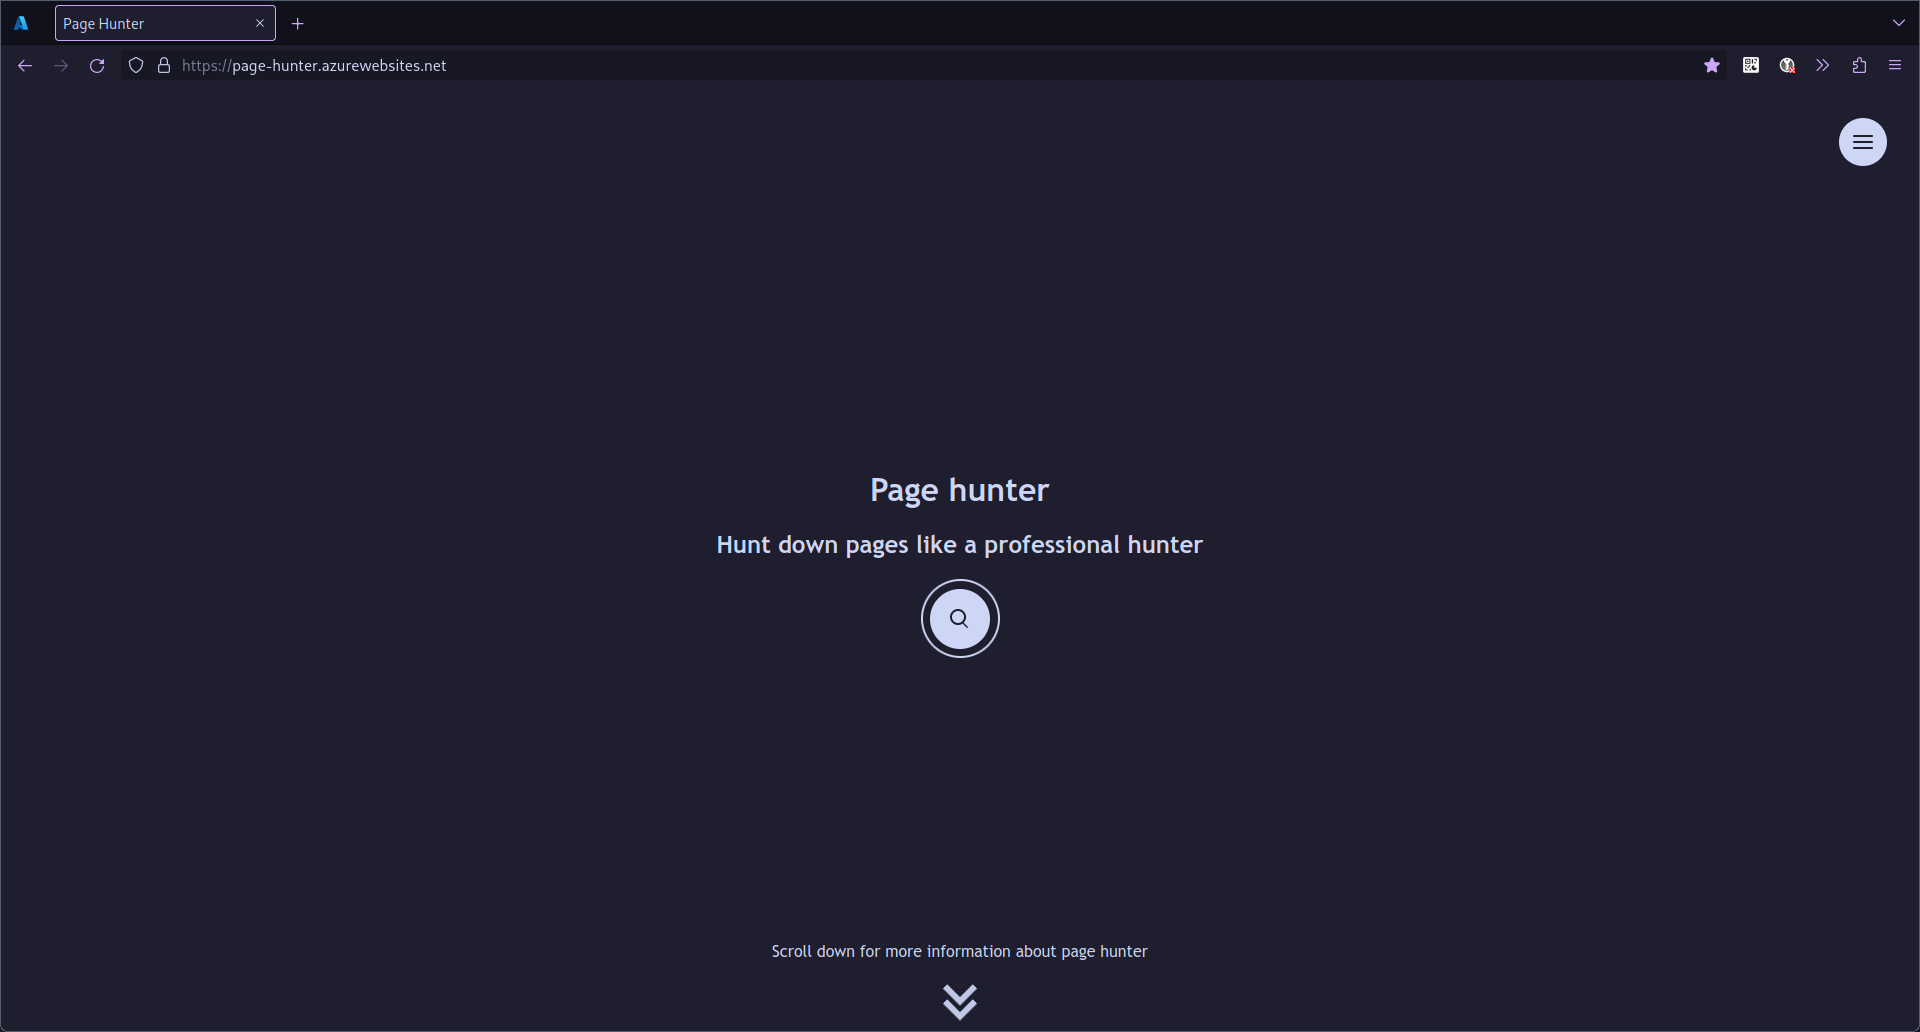 Page Hunter
https://page-hunter.azurewebsites.net
Page hunter
Hunt down pages like a professional hunter
Scroll down for more information about page hunter